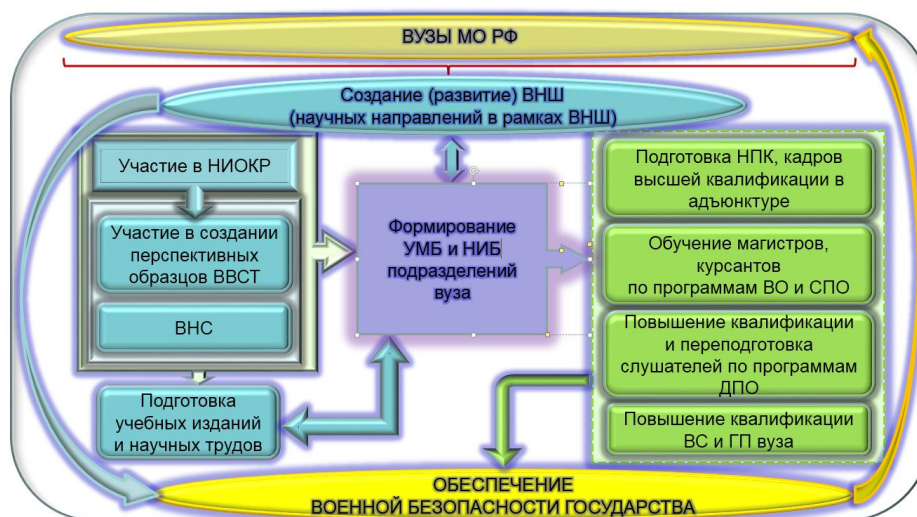 ВУЗЫ МО РФ
Создание (развитие) ВНШ
(научных направлений в рамках ВНШ)
Участие в НИОКР
Участие в создании
перспективных
образцов ВВСТ
ВНС
Подготовка
учебных изданий
и научных трудов
Формирование
УМБ и НИБ
подразделений
вуза
Подготовка НПК, кадров
высшей квалификации в
адъюнктуре
Обучение магистров,
курсантов
по программам ВО и СПО
Повышение квалификации
и переподготовка
слушателей по программам
ДПО
Повышение квалификации
ВС и ГП вуза
ОБЕСПЕЧЕНИЕ
ВОЕННОЙ БЕЗОПАСНОСТИ ГОСУДАРСТВА